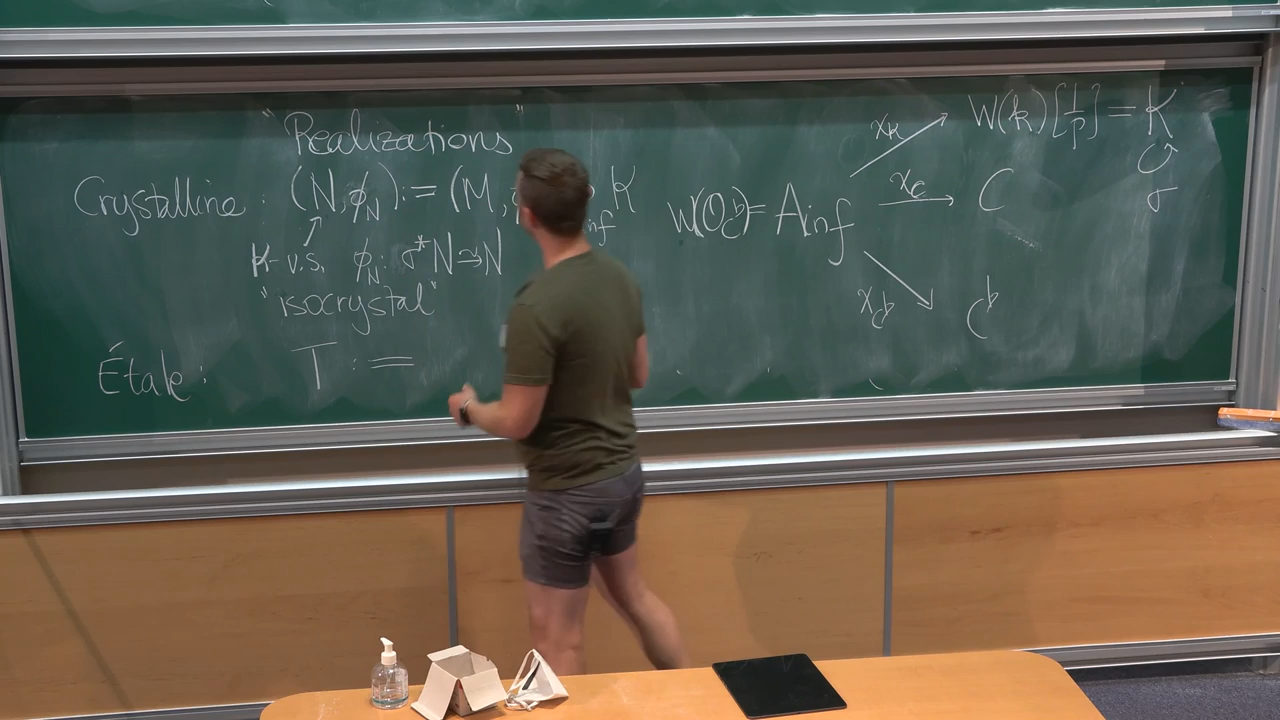 "Realizations"
Crystalline: (N, φ_N) := (M, φ K
K-v.s. φ_N: σ*N ≅ N
"isocrystal"
Étale: T :=
W(O_C^♭) = A_inf
x_k W(k)[1/p] = K
σ
x_C C
x_C^♭ C^♭